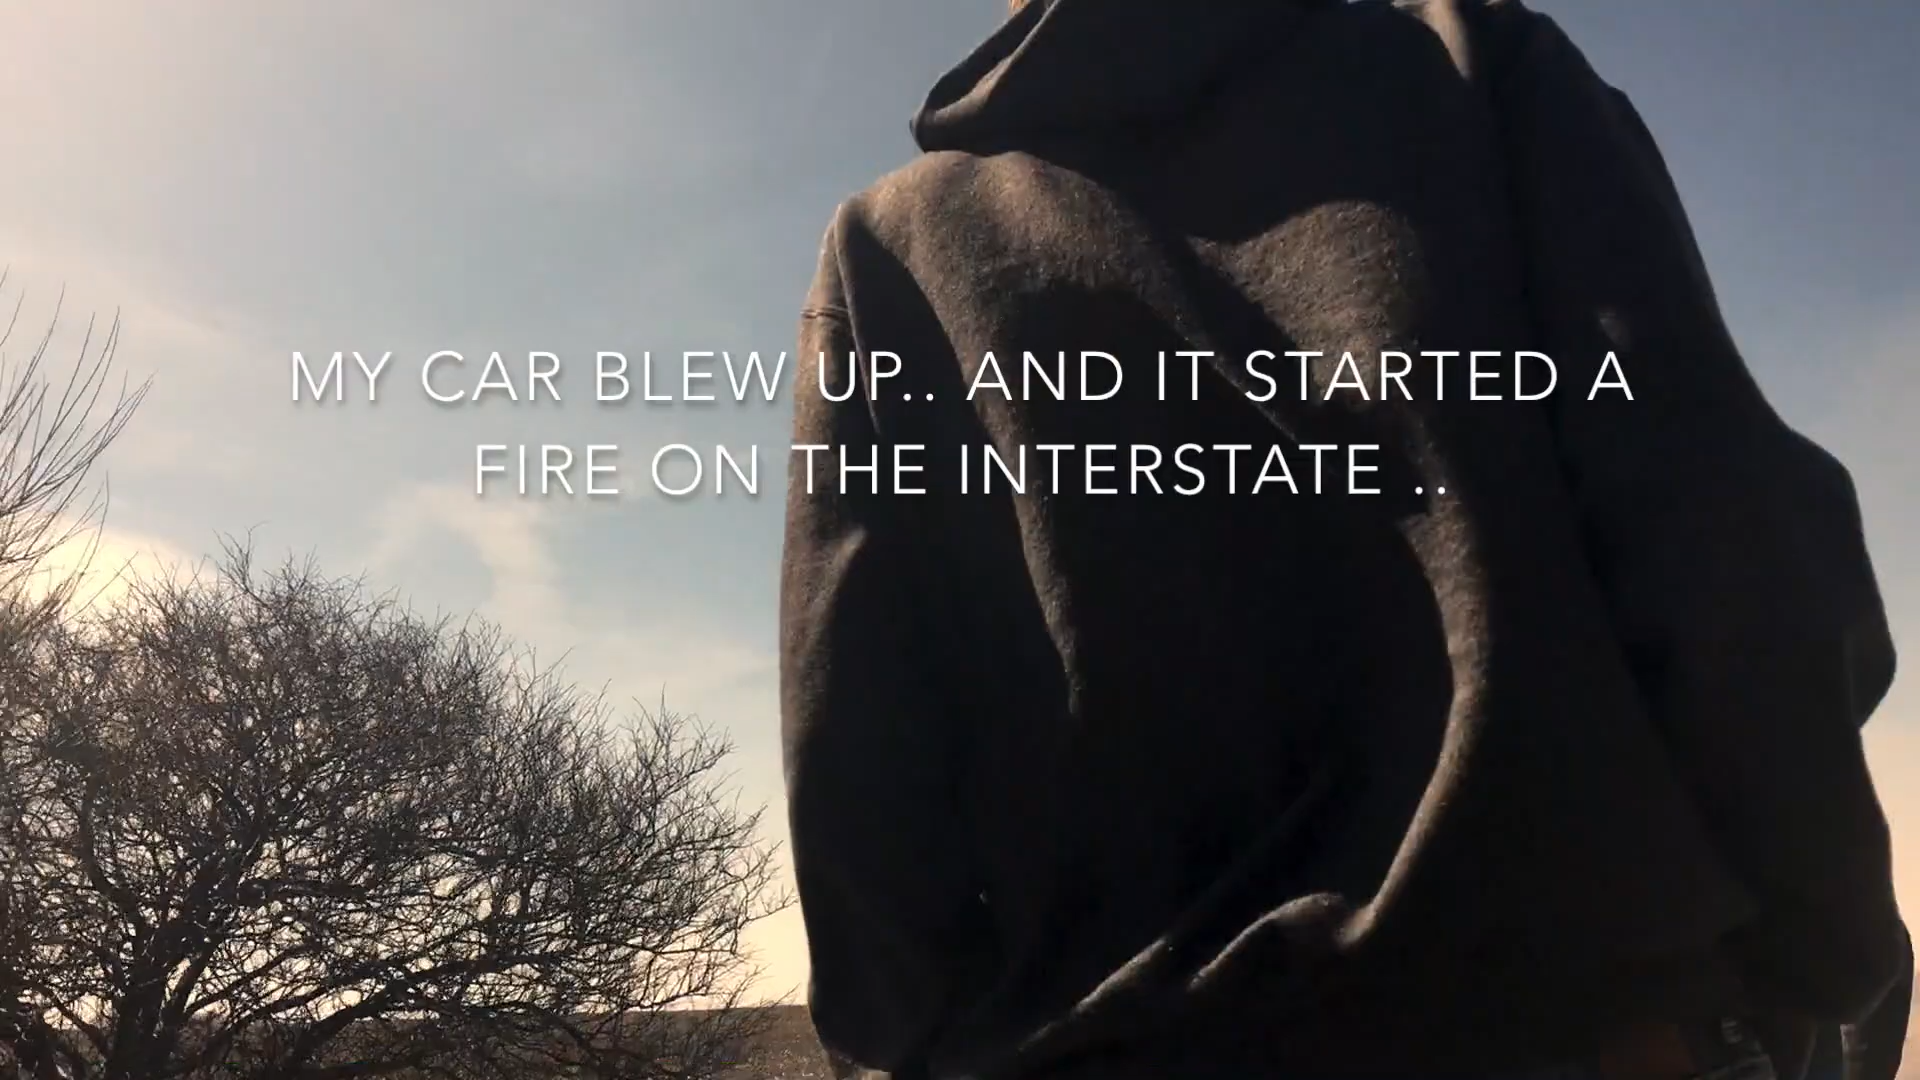 MY CAR BLEW UP.. AND IT STARTED A
FIRE ON THE INTERSTATE ..